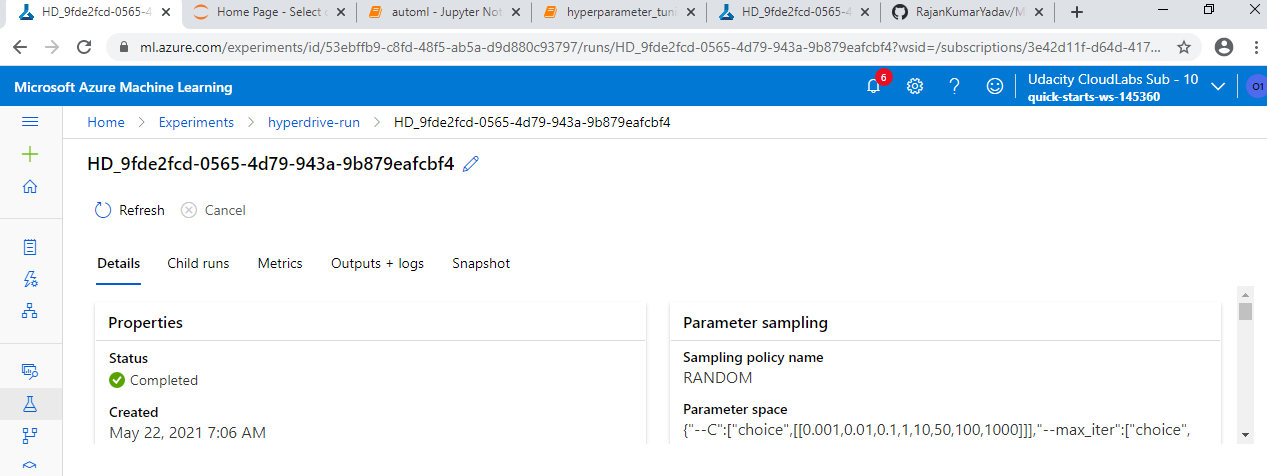 HD_9fde2fcd-0565-4d79-
Home Page - Select
automl - Jupyter Not
hyperparameter_tuni
HD_9fde2fcd-0565-4
RajanKumarYadav/M
ml.azure.com/experiments/id/53ebffb9-c8fd-48f5-ab5a-d9d880c93797/runs/HD_9fde2fcd-0565-4d79-943a-9b879eafcbf4?wsid=/subscriptions/3e42d11f-d64d-417...
Microsoft Azure Machine Learning
6
Udacity CloudLabs Sub - 10
quick-starts-ws-145360
O1
Home > Experiments > hyperdrive-run > HD_9fde2fcd-0565-4d79-943a-9b879eafcbf4
HD_9fde2fcd-0565-4d79-943a-9b879eafcbf4
Refresh Cancel
Details Child runs Metrics Outputs + logs Snapshot
Properties
Status
Completed
Created
May 22, 2021 7:06 AM
Parameter sampling
Sampling policy name
RANDOM
Parameter space
{"--C":["choice",[[0.001,0.01,0.1,1,10,50,100,1000]]],"--max_iter":["choice",